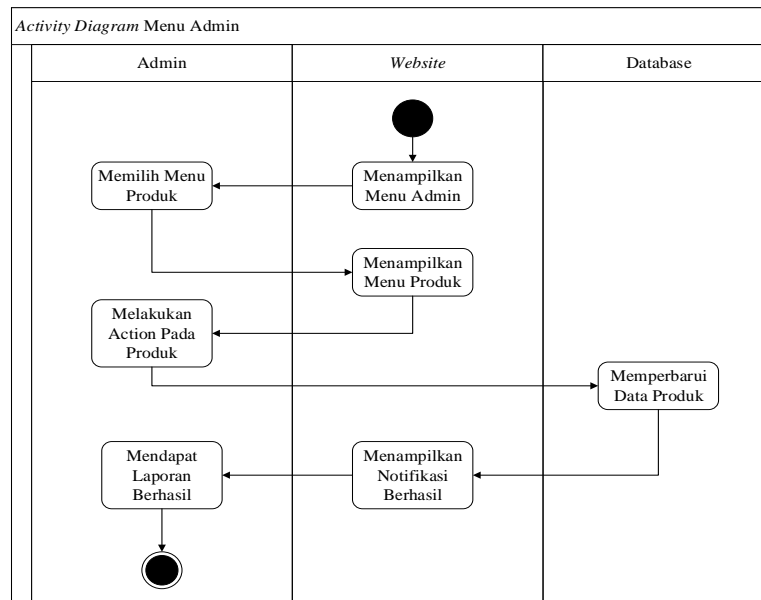 Activity Diagram Menu Admin
Admin
Website
Database
Menampilkan
Menu Admin
Memilih Menu
Produk
Menampilkan
Menu Produk
Melakukan
Action Pada
Produk
Memperbarui
Data Produk
Menampilkan
Notifikasi
Berhasil
Mendapat
Laporan
Berhasil